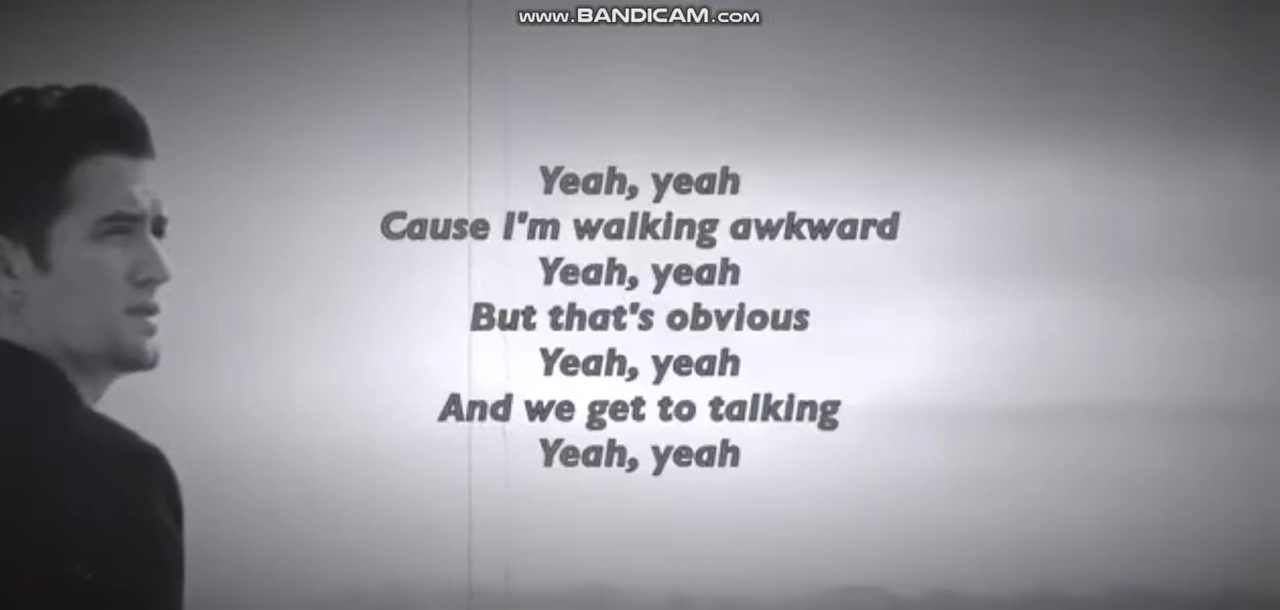 www.BANDICAM.com
Yeah, yeah
Cause I'm walking awkward
Yeah, yeah
But that's obvious
Yeah, yeah
And we get to talking
Yeah, yeah